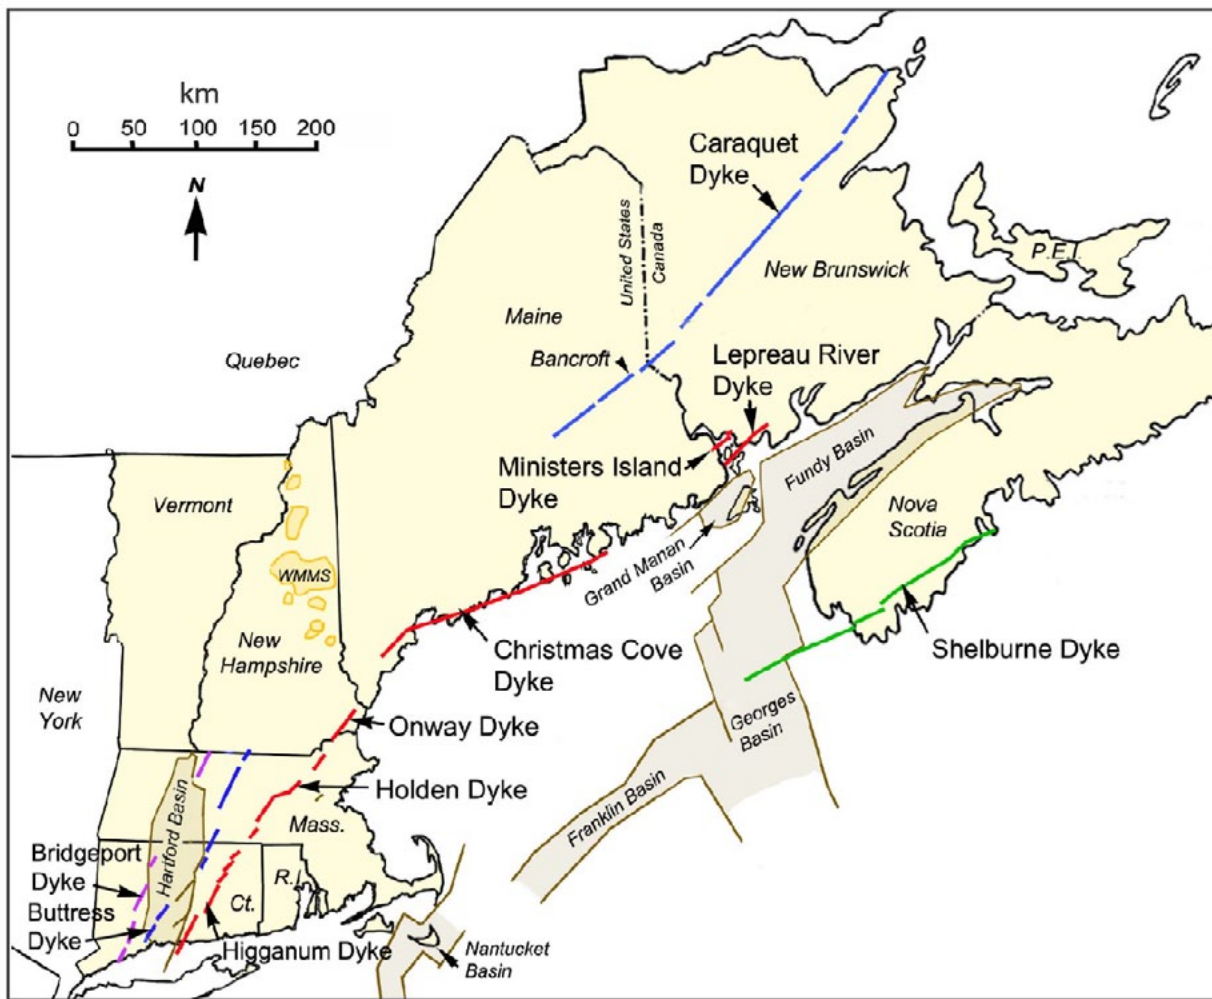 km
0 50 100 150 200
N
Caraquet
Dyke
United States
Canada
New Brunswick
P.E.I.
Maine
Bancroft
Quebec
Lepreau River
Dyke
Ministers Island
Dyke
Fundy Basin
Nova
Scotia
Vermont
WMMS
Grand Manan
Basin
New
Hampshire
Christmas Cove
Dyke
Shelburne Dyke
New
York
Onway Dyke
Georges
Basin
Holden Dyke
Franklin Basin
Hartford Basin
Mass.
Bridgeport
Dyke
R.I.
Ct.
Buttress
Dyke
Higganum Dyke
Nantucket
Basin